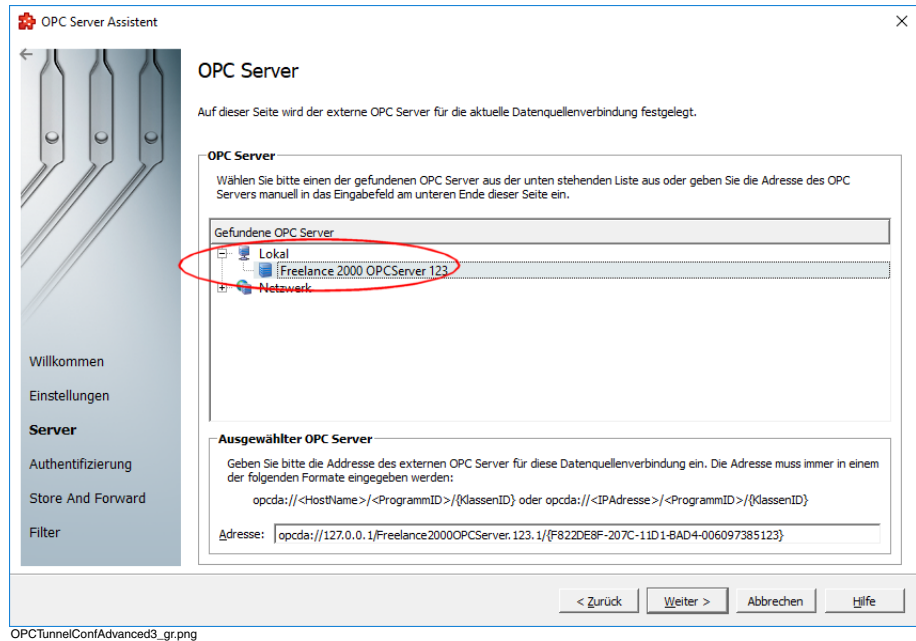 OPC Server Assistent
OPC Server
Auf dieser Seite wird der externe OPC Server für die aktuelle Datenquellenverbindung festgelegt.
OPC Server
Wählen Sie bitte einen der gefundenen OPC Server aus der unten stehenden Liste aus oder geben Sie die Adresse des OPC
Servers manuell in das Eingabefeld am unteren Ende dieser Seite ein.
Gefundene OPC Server
Lokal
Freelance 2000 OPCServer 123
Netzwerk
Willkommen
Einstellungen
Server
Authentifizierung
Store And Forward
Filter
Ausgewählter OPC Server
Geben Sie bitte die Addresse des externen OPC Server für diese Datenquellenverbindung ein. Die Adresse muss immer in einem
der folgenden Formate eingegeben werden:
opcda://<HostName>/<ProgrammID>/{KlassenID} oder opcda://<IPAdresse>/<ProgrammID>/{KlassenID}
Adresse: opcda://127.0.0.1/Freelance2000OPCServer.123.1/{F822DE8F-207C-11D1-BAD4-006097385123}
< Zurück Weiter > Abbrechen Hilfe
OPCTunnelConfAdvanced3_gr.png